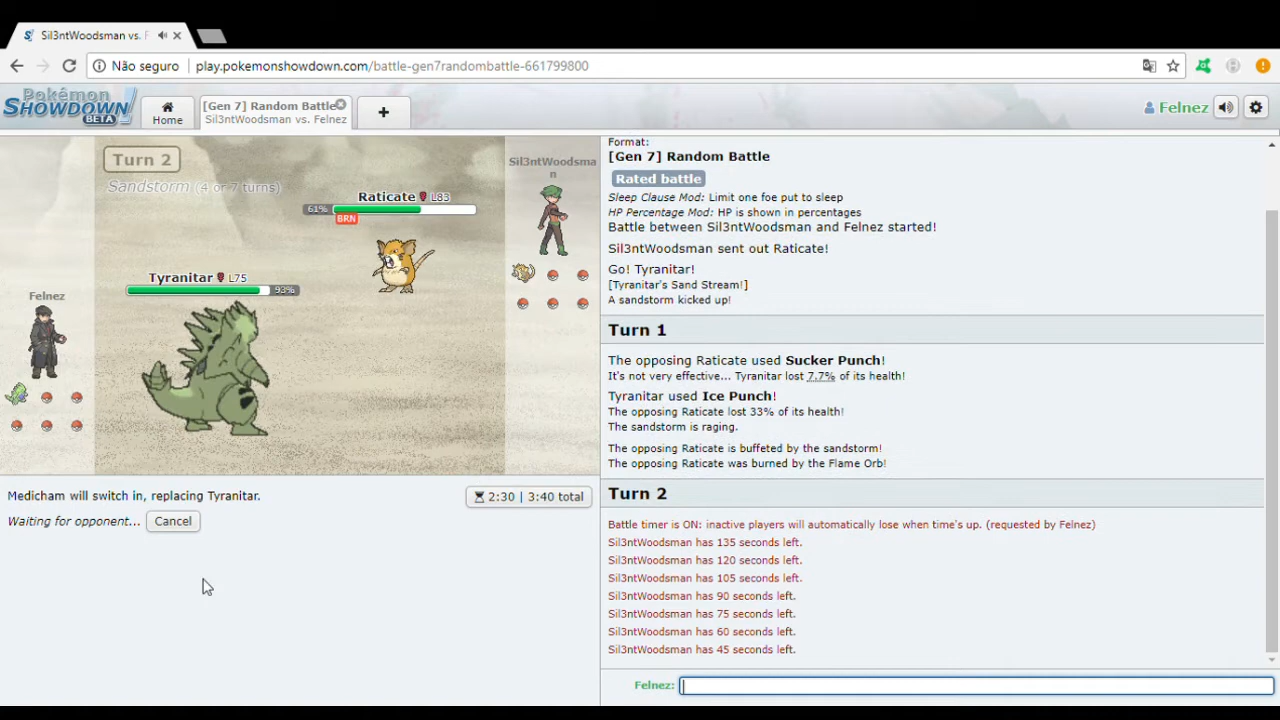 Sil3ntWoodsman vs. F
Não seguro | play.pokemonshowdown.com/battle-gen7randombattle-661799800
Pokémon
SHOWDOWN
BETA
Home
[Gen 7] Random Battle
Sil3ntWoodsman vs. Felnez
Felnez
Turn 2
Sandstorm (4 or 7 turns)
Sil3ntWoodsma
n
Raticate L83
61%
BRN
Tyranitar L75
93%
Felnez
Medicham will switch in, replacing Tyranitar.
2:30 | 3:40 total
Waiting for opponent... Cancel
Format:
[Gen 7] Random Battle
Rated battle
Sleep Clause Mod: Limit one foe put to sleep
HP Percentage Mod: HP is shown in percentages
Battle between Sil3ntWoodsman and Felnez started!
Sil3ntWoodsman sent out Raticate!
Go! Tyranitar!
[Tyranitar's Sand Stream!]
A sandstorm kicked up!
Turn 1
The opposing Raticate used Sucker Punch!
It's not very effective... Tyranitar lost 7.7% of its health!
Tyranitar used Ice Punch!
The opposing Raticate lost 33% of its health!
The sandstorm is raging.
The opposing Raticate is buffeted by the sandstorm!
The opposing Raticate was burned by the Flame Orb!
Turn 2
Battle timer is ON: inactive players will automatically lose when time's up. (requested by Felnez)
Sil3ntWoodsman has 135 seconds left.
Sil3ntWoodsman has 120 seconds left.
Sil3ntWoodsman has 105 seconds left.
Sil3ntWoodsman has 90 seconds left.
Sil3ntWoodsman has 75 seconds left.
Sil3ntWoodsman has 60 seconds left.
Sil3ntWoodsman has 45 seconds left.
Felnez: